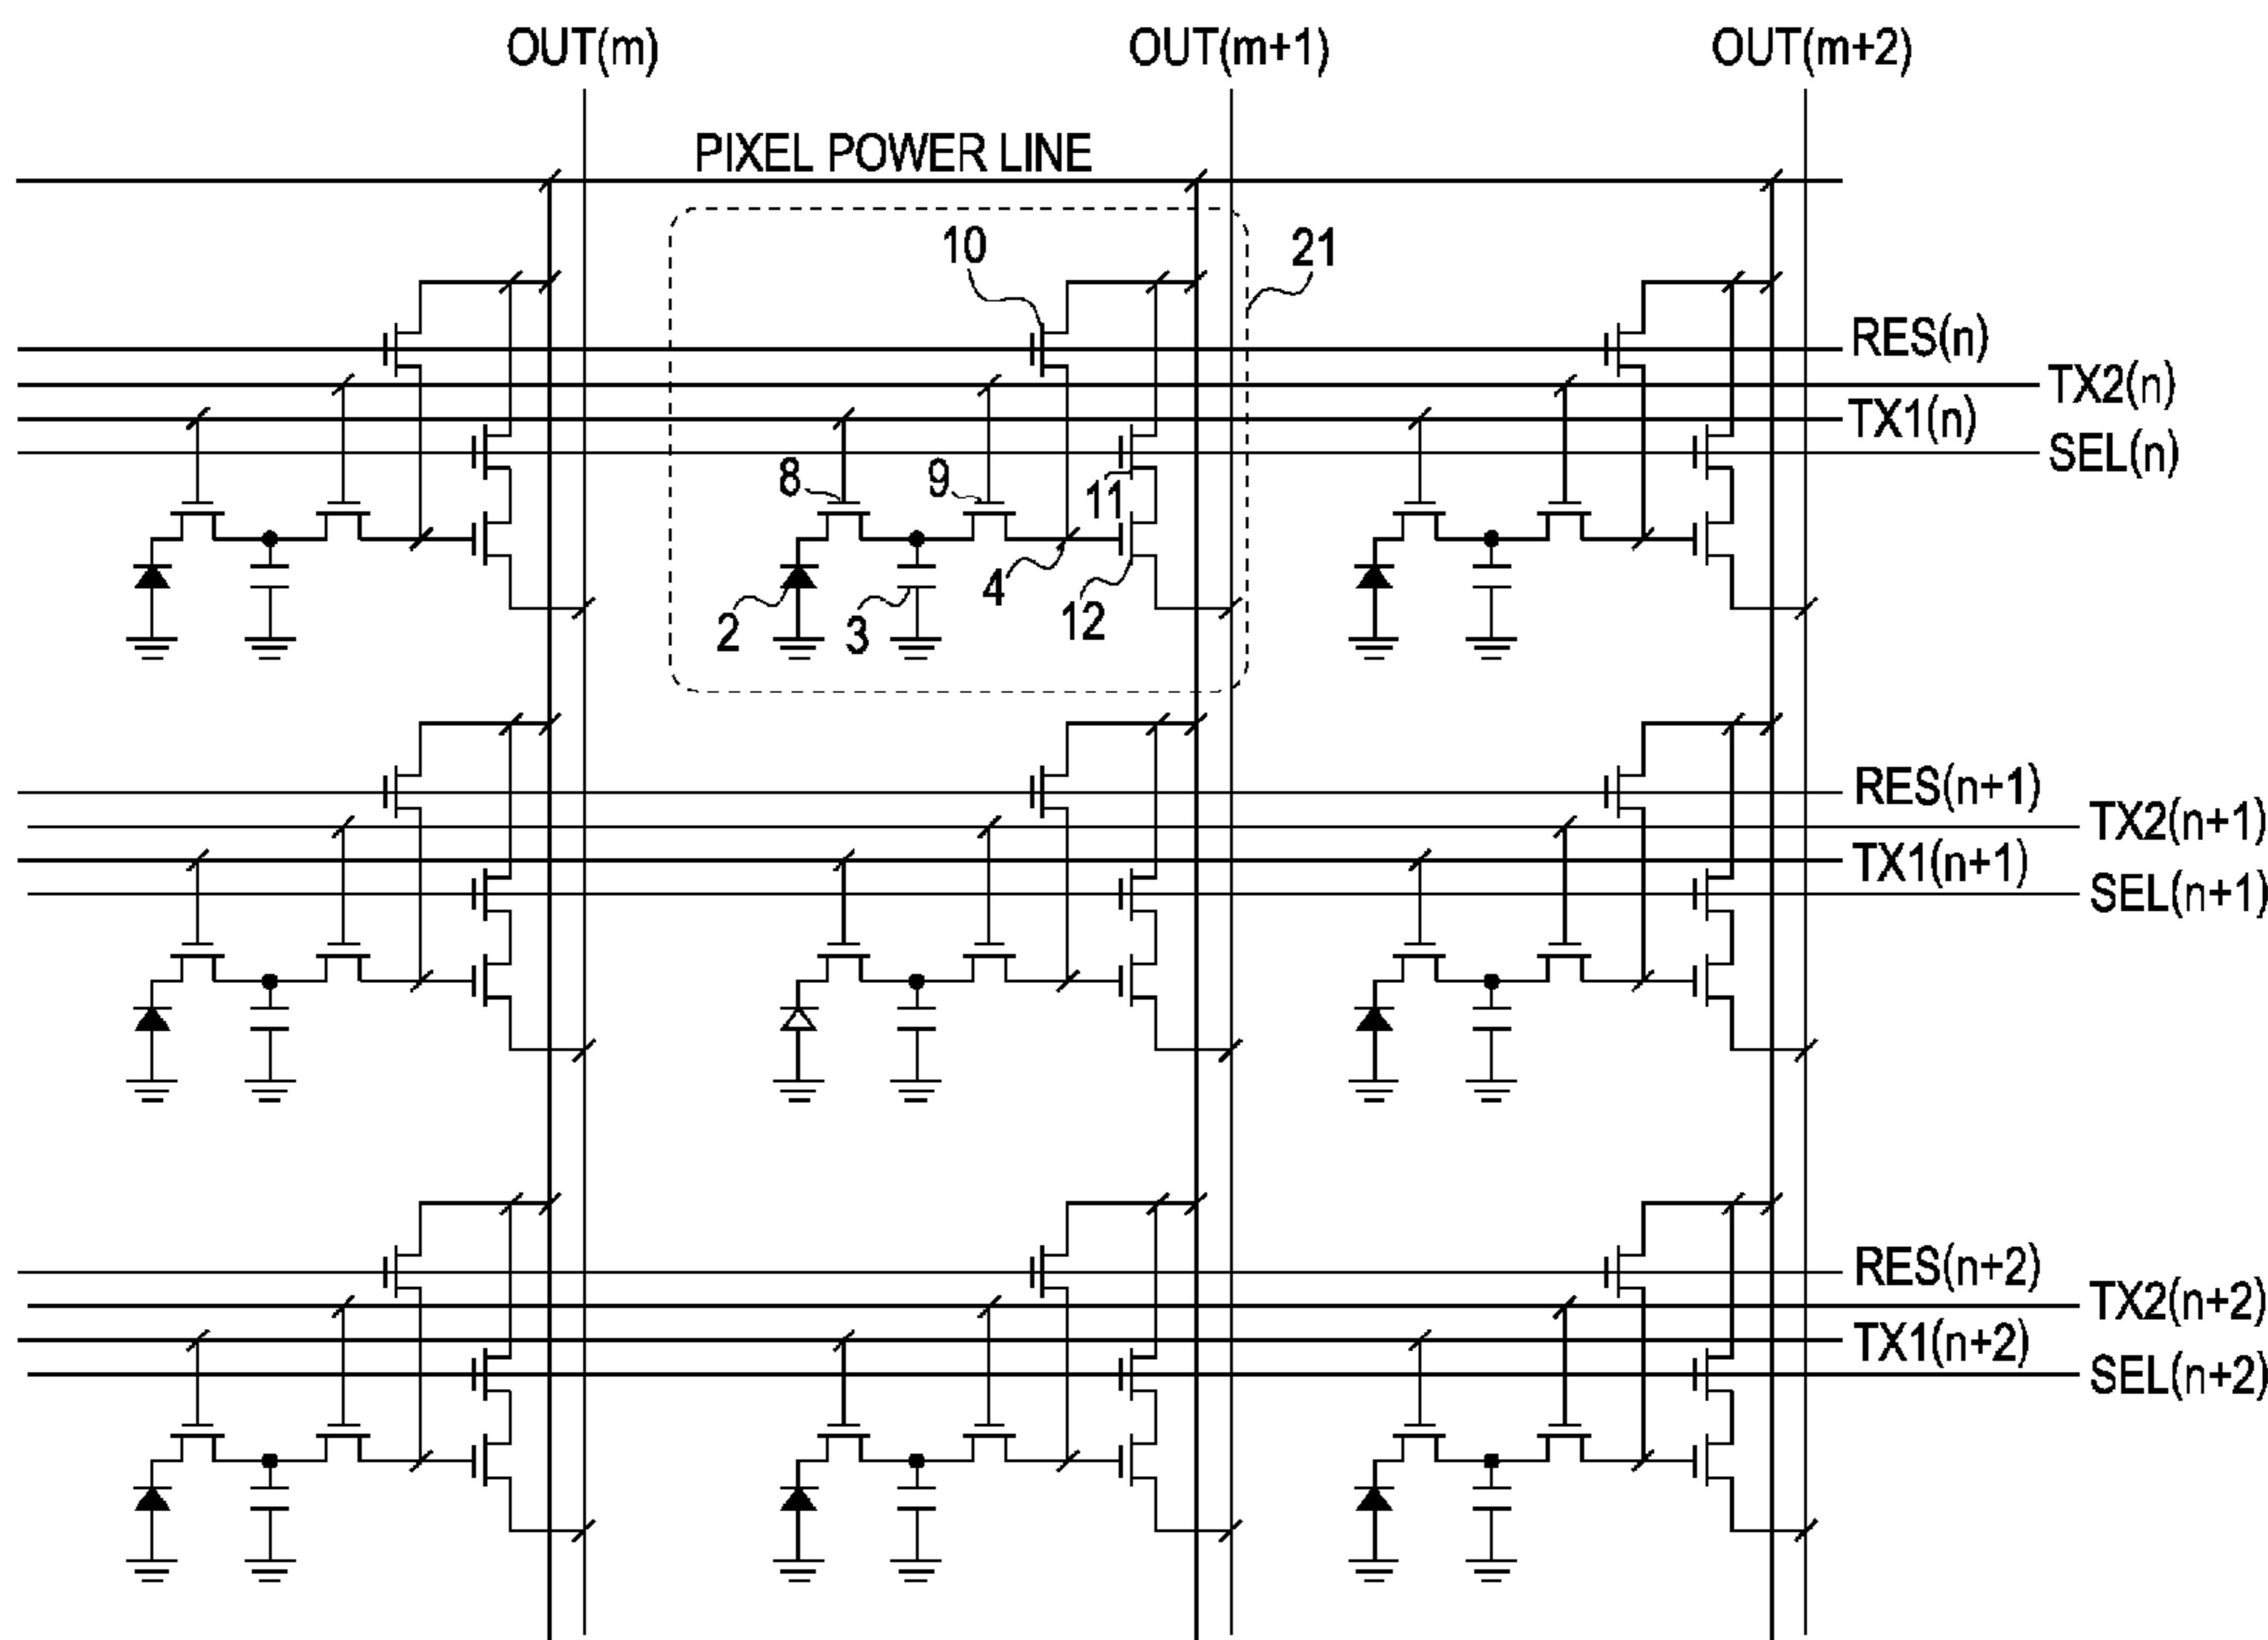 OUT(m) OUT(m+1) OUT(m+2)
PIXEL POWER LINE
10 21
RES(n)
TX2(n)
TX1(n)
SEL(n)
8 9 11
4
2 3 12
RES(n+1)
TX2(n+1)
TX1(n+1)
SEL(n+1)
RES(n+2)
TX2(n+2)
TX1(n+2)
SEL(n+2)